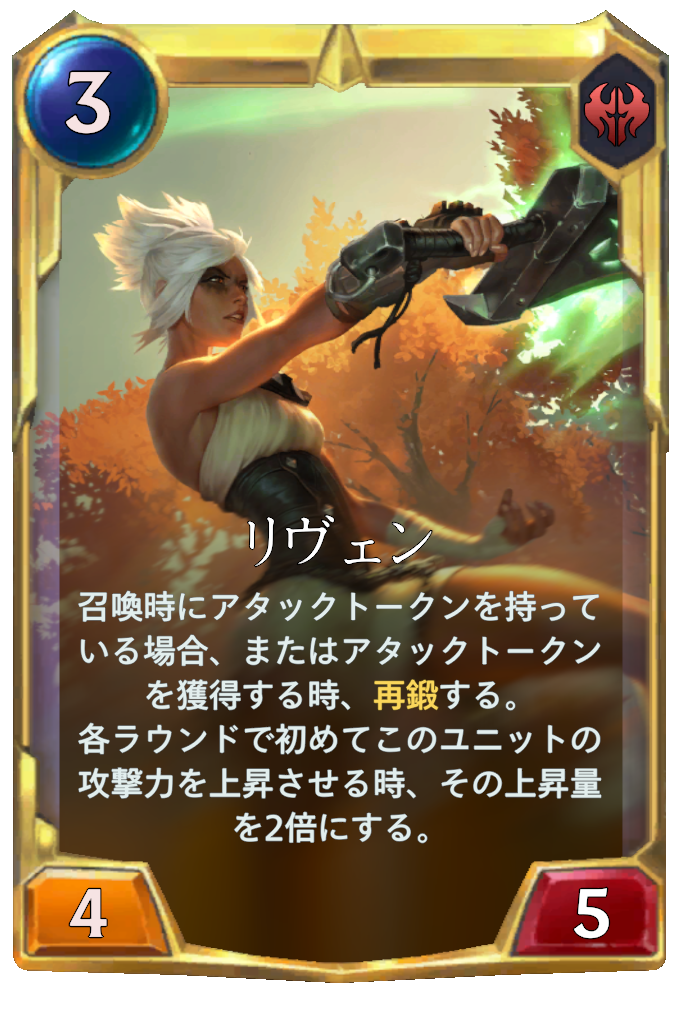 3
リヴェン
召喚時にアタックトークンを持って
いる場合、またはアタックトークン
を獲得する時、再鍛する。
各ラウンドで初めてこのユニットの
攻撃力を上昇させる時、その上昇量
を2倍にする。
4
5